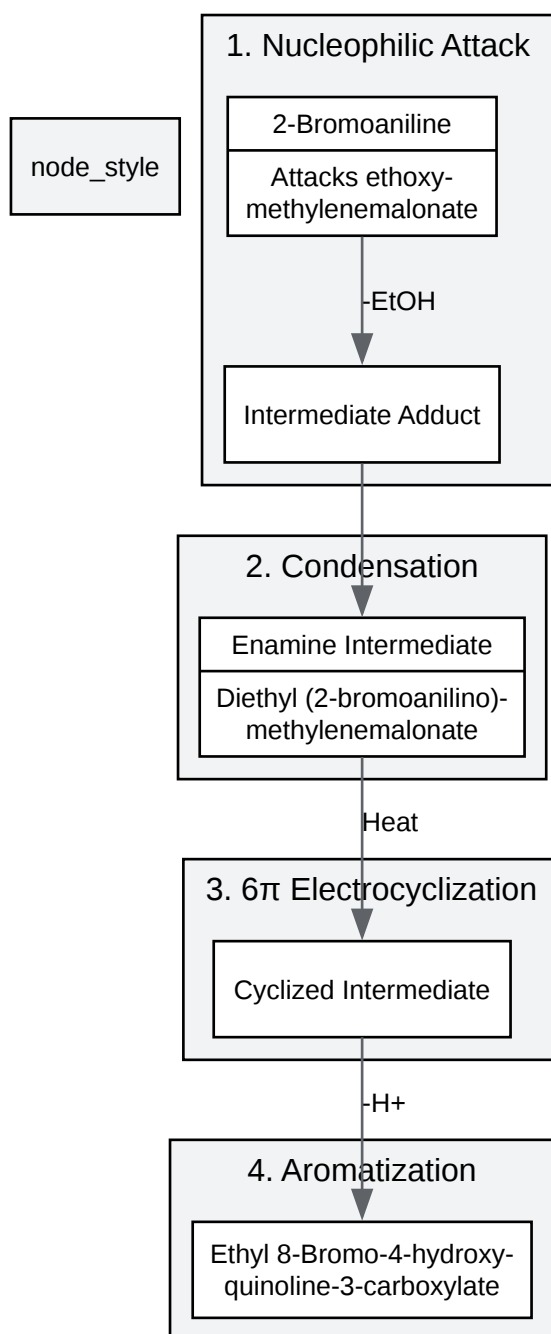 1. Nucleophilic Attack
node_style
2-Bromoaniline
Attacks ethoxy-
methylenemalonate
-EtOH
Intermediate Adduct
2. Condensation
Enamine Intermediate
Diethyl (2-bromoanilino)-
methylenemalonate
Heat
3. 6π Electrocyclization
Cyclized Intermediate
-H+
4. Aromatization
Ethyl 8-Bromo-4-hydroxy-
quinoline-3-carboxylate